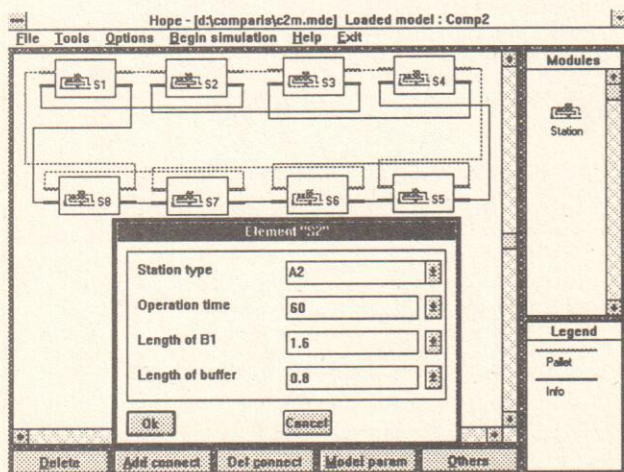 Hope - [d:\comparis\c2m.mde] Loaded model : Comp2
File Tools Options Begin simulation Help Exit
Modules
Station
S1 S2 S3 S4
S8 S7 S6 S5
Element "S2"
Station type A2
Operation time 60
Length of B1 1.6
Length of buffer 0.8
Ok Cancel
Legend
Pallet
Info
Delete Add connect Del connect Model param Others